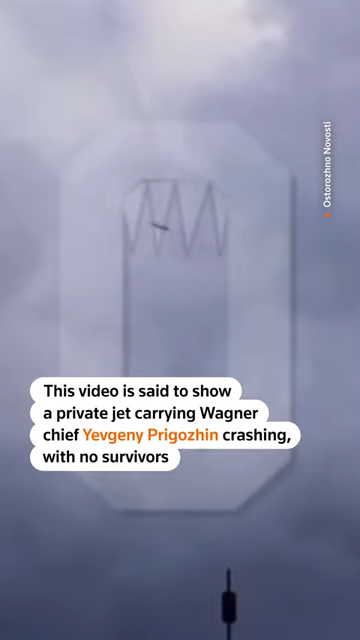 Ostorozhno Novosti
This video is said to show
a private jet carrying Wagner
chief Yevgeny Prigozhin crashing,
with no survivors